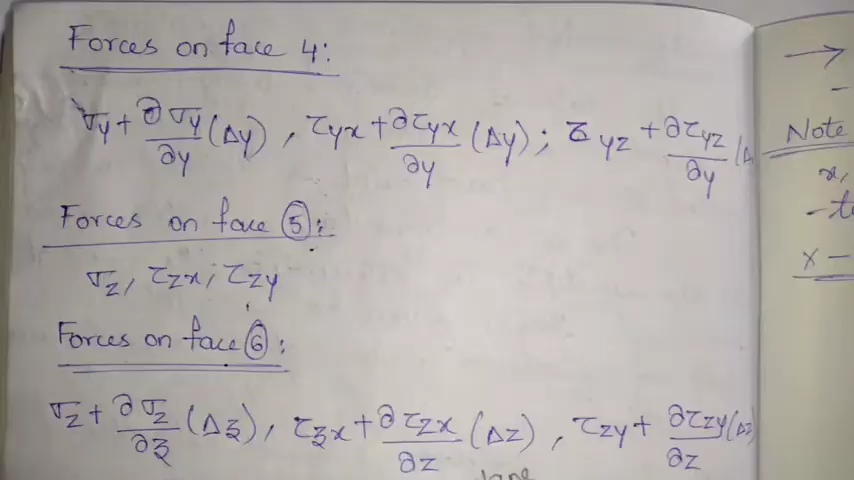 Forces on face 4:
σy + ∂σy/∂y (Δy) , τyx + ∂τyx/∂y (Δy) ; τyz + ∂τyz/∂y (Δ
Forces on face ⑤:
σz, τzx, τzy
Forces on face ⑥:
σz + ∂σz/∂z (Δz), τzx + ∂τzx/∂z (Δz) , τzy + ∂τzy/∂z (Δz)
→
-
Note
x,
x -